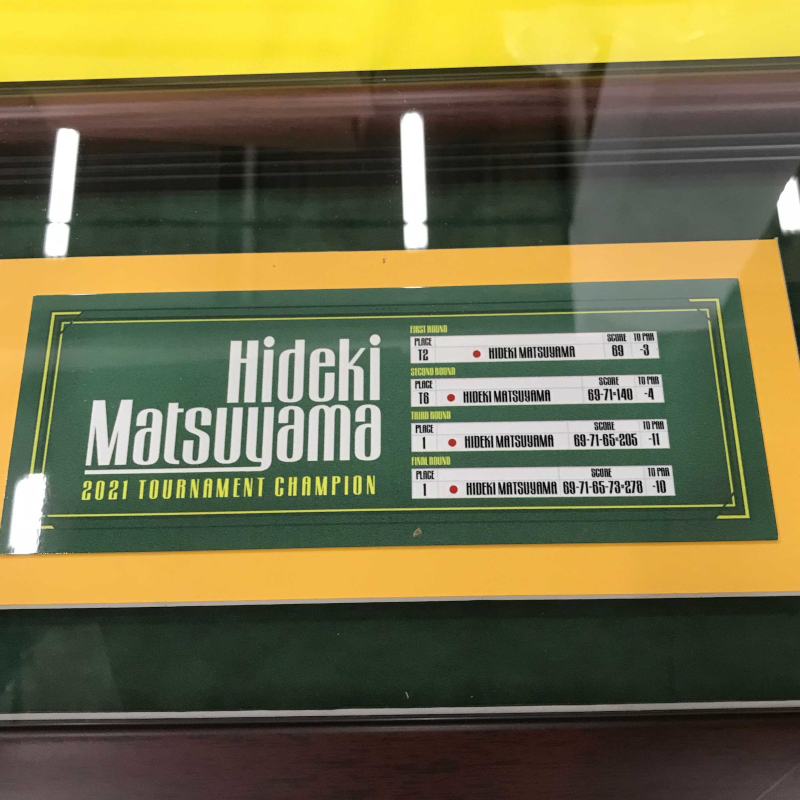 Hideki
Matsuyama
2021 TOURNAMENT CHAMPION
FIRST ROUND
PLACE SCORE TO PAR
T2 HIDEKI MATSUYAMA 69 -3
SECOND ROUND
PLACE SCORE TO PAR
T6 HIDEKI MATSUYAMA 69-71=140 -4
THIRD ROUND
PLACE SCORE TO PAR
1 HIDEKI MATSUYAMA 69-71-65=205 -11
FINAL ROUND
PLACE SCORE TO PAR
1 HIDEKI MATSUYAMA 69-71-65-73=278 -10